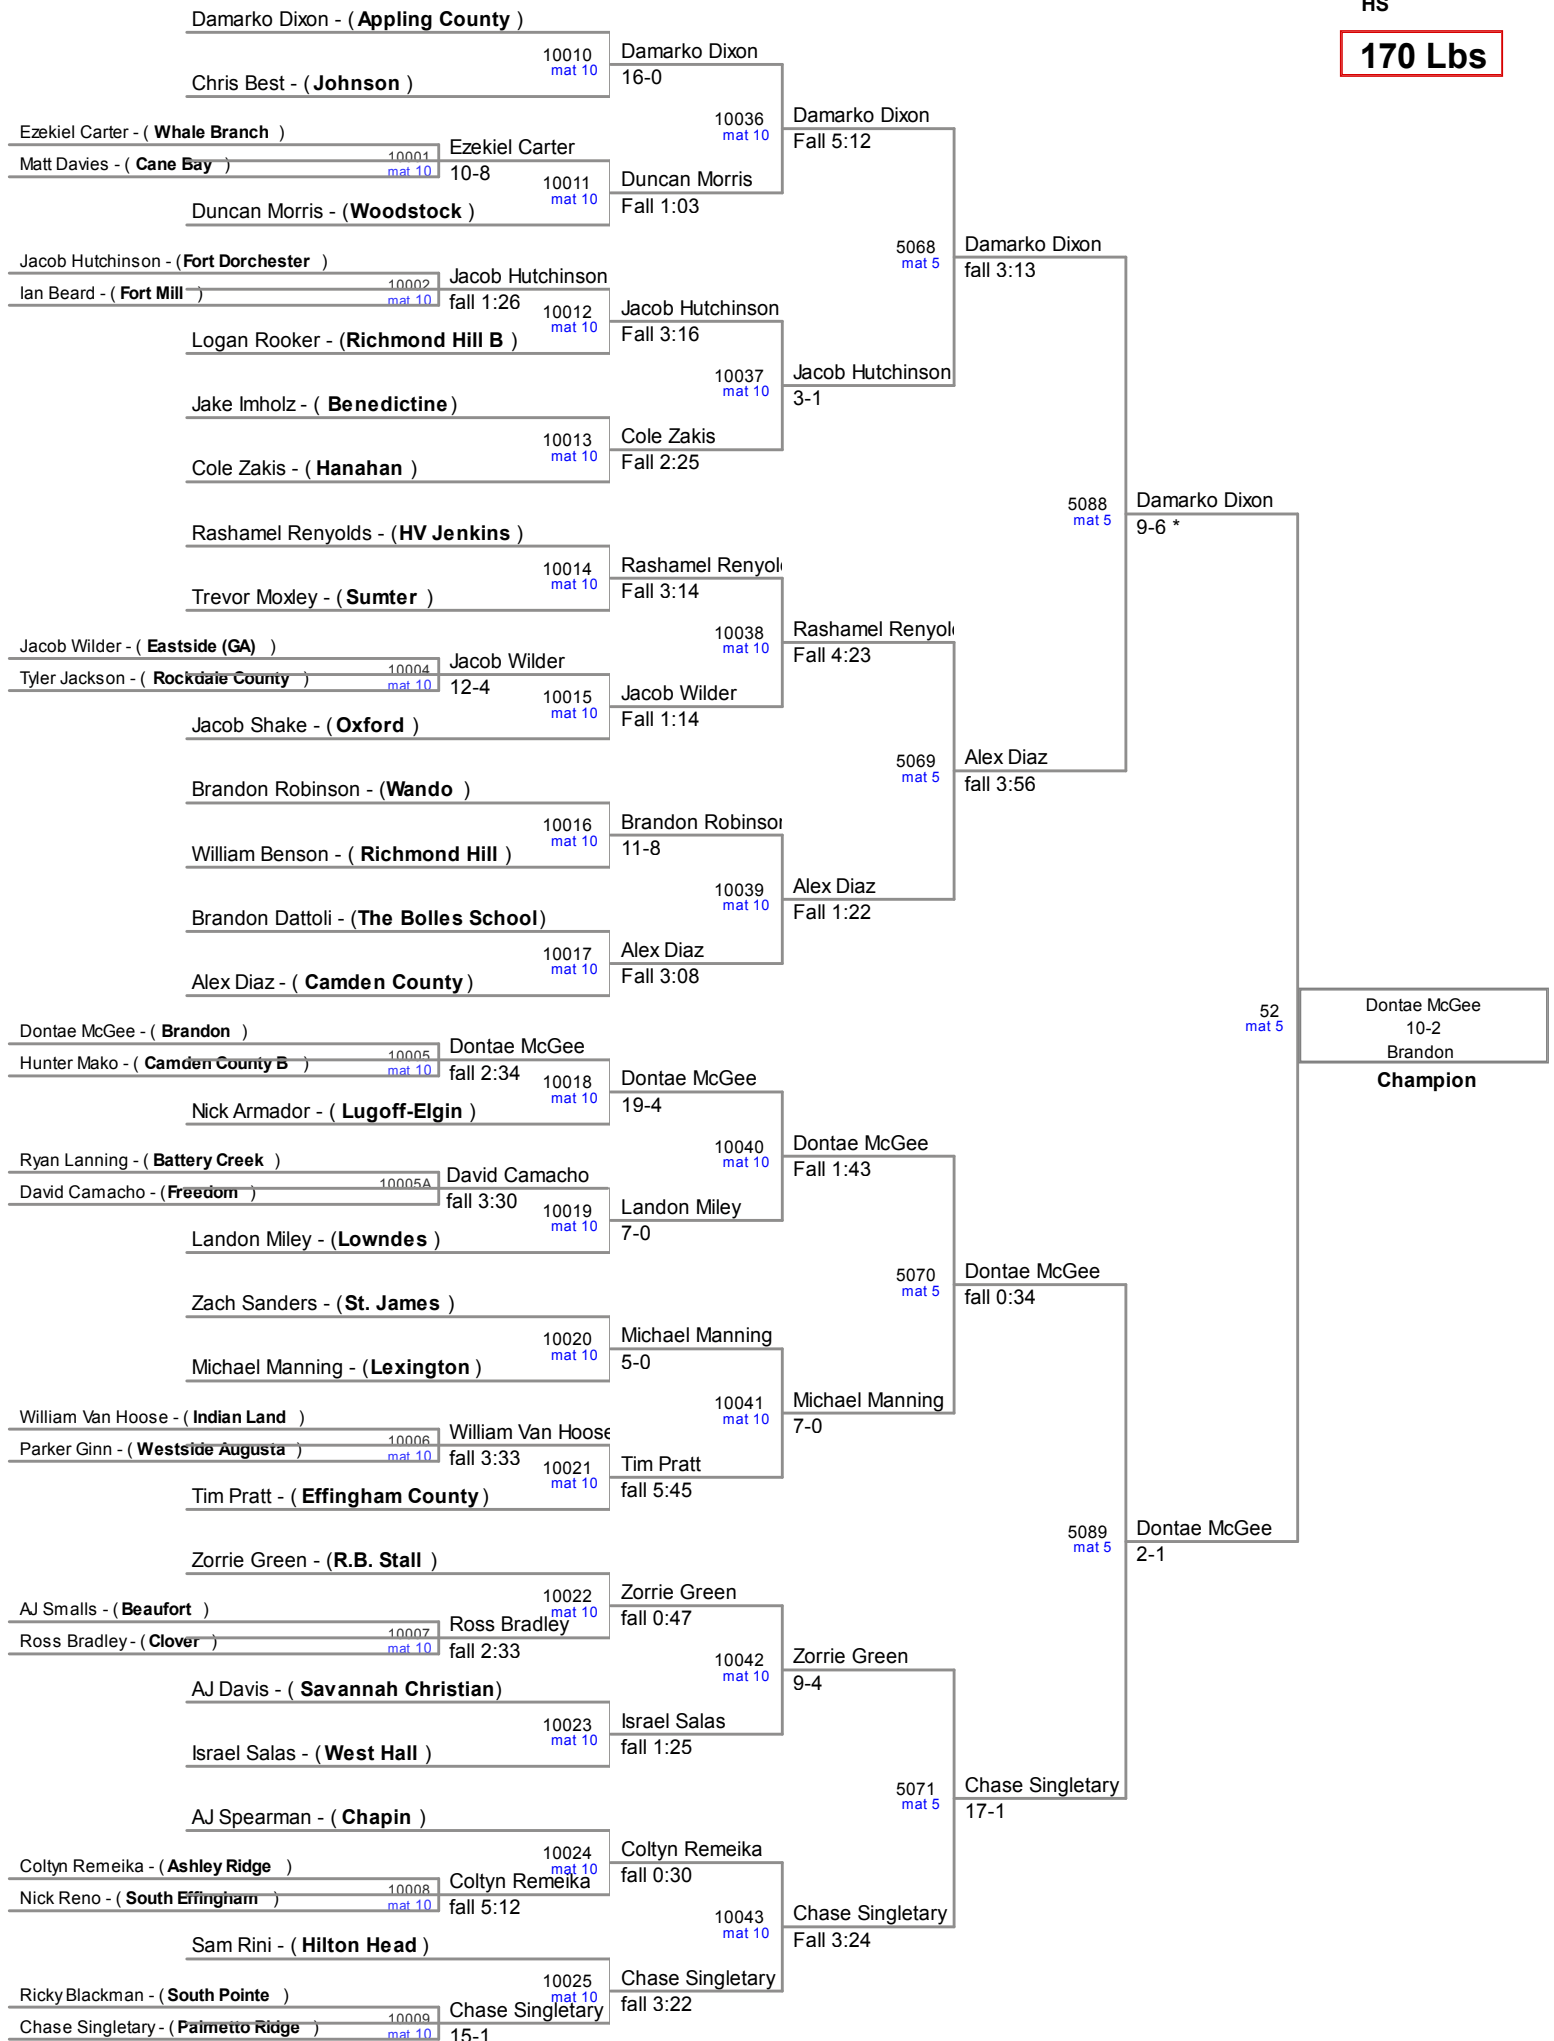 HS
170 Lbs
Damarko Dixon - ( Appling County )
10010
mat 10
Damarko Dixon
16-0
Chris Best - ( Johnson )
10036
mat 10
Damarko Dixon
Fall 5:12
Ezekiel Carter - ( Whale Branch )
10001
mat 10
Ezekiel Carter
10-8
Matt Davies - ( Cane Bay )
10011
mat 10
Duncan Morris
Fall 1:03
Duncan Morris - (Woodstock )
5068
mat 5
Damarko Dixon
fall 3:13
Jacob Hutchinson - (Fort Dorchester )
10002
mat 10
Jacob Hutchinson
fall 1:26
Ian Beard - ( Fort Mill )
10012
mat 10
Jacob Hutchinson
Fall 3:16
Logan Rooker - (Richmond Hill B )
10037
mat 10
Jacob Hutchinson
3-1
Jake Imholz - ( Benedictine)
10013
mat 10
Cole Zakis
Fall 2:25
Cole Zakis - ( Hanahan )
5088
mat 5
Damarko Dixon
9-6 *
Rashamel Renyolds - (HV Jenkins )
10014
mat 10
Rashamel Renyol
Fall 3:14
Trevor Moxley - ( Sumter )
10038
mat 10
Rashamel Renyol
Fall 4:23
Jacob Wilder - ( Eastside (GA) )
10004
mat 10
Jacob Wilder
12-4
Tyler Jackson - ( Rockdale County )
10015
mat 10
Jacob Wilder
Fall 1:14
Jacob Shake - ( Oxford )
5069
mat 5
Alex Diaz
fall 3:56
Brandon Robinson - (Wando )
10016
mat 10
Brandon Robinson
11-8
William Benson - ( Richmond Hill )
10039
mat 10
Alex Diaz
Fall 1:22
Brandon Dattoli - (The Bolles School)
10017
mat 10
Alex Diaz
Fall 3:08
Alex Diaz - ( Camden County)
52
mat 5
Dontae McGee
10-2
Brandon
Champion
Dontae McGee - ( Brandon )
10005
mat 10
Dontae McGee
fall 2:34
Hunter Mako - ( Camden County B )
10018
mat 10
Dontae McGee
19-4
Nick Armador - ( Lugoff-Elgin )
10040
mat 10
Dontae McGee
Fall 1:43
Ryan Lanning - ( Battery Creek )
10005A
David Camacho
fall 3:30
David Camacho - (Freedom )
10019
mat 10
Landon Miley
7-0
Landon Miley - (Lowndes )
5070
mat 5
Dontae McGee
fall 0:34
Zach Sanders - (St. James )
10020
mat 10
Michael Manning
5-0
Michael Manning - (Lexington )
10041
mat 10
Michael Manning
7-0
William Van Hoose - ( Indian Land )
10006
mat 10
William Van Hoose
fall 3:33
Parker Ginn - ( Westside Augusta )
10021
mat 10
Tim Pratt
fall 5:45
Tim Pratt - ( Effingham County)
5089
mat 5
Dontae McGee
2-1
Zorrie Green - (R.B. Stall )
10022
mat 10
Zorrie Green
fall 0:47
AJ Smalls - ( Beaufort )
10007
mat 10
Ross Bradley
fall 2:33
Ross Bradley - ( Clover )
10042
mat 10
Zorrie Green
9-4
AJ Davis - ( Savannah Christian)
10023
mat 10
Israel Salas
fall 1:25
Israel Salas - ( West Hall )
5071
mat 5
Chase Singletary
17-1
AJ Spearman - ( Chapin )
10024
mat 10
Coltyn Remeika
fall 0:30
Coltyn Remeika - ( Ashley Ridge )
10008
mat 10
Coltyn Remeika
fall 5:12
Nick Reno - ( South Effingham )
10043
mat 10
Chase Singletary
Fall 3:24
Sam Rini - ( Hilton Head )
10025
mat 10
Chase Singletary
fall 3:22
Ricky Blackman - ( South Pointe )
10009
mat 10
Chase Singletary
15-1
Chase Singletary - ( Palmetto Ridge )